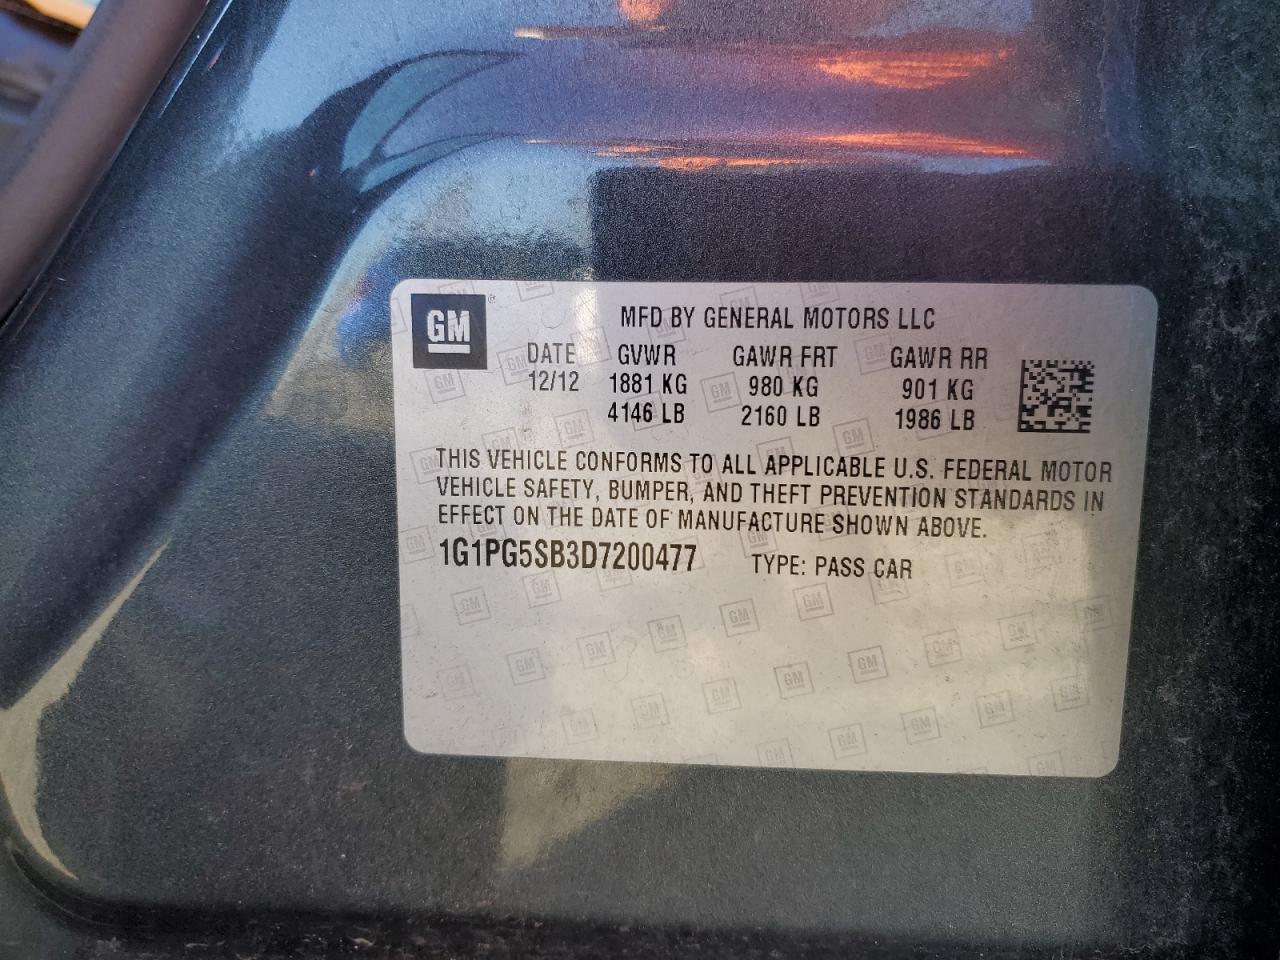 GM ®
MFD BY GENERAL MOTORS LLC
DATE GVWR GAWR FRT GAWR RR
12/12 1881 KG 980 KG 901 KG
4146 LB 2160 LB 1986 LB
THIS VEHICLE CONFORMS TO ALL APPLICABLE U.S. FEDERAL MOTOR
VEHICLE SAFETY, BUMPER, AND THEFT PREVENTION STANDARDS IN
EFFECT ON THE DATE OF MANUFACTURE SHOWN ABOVE.
1G1PG5SB3D7200477 TYPE: PASS CAR